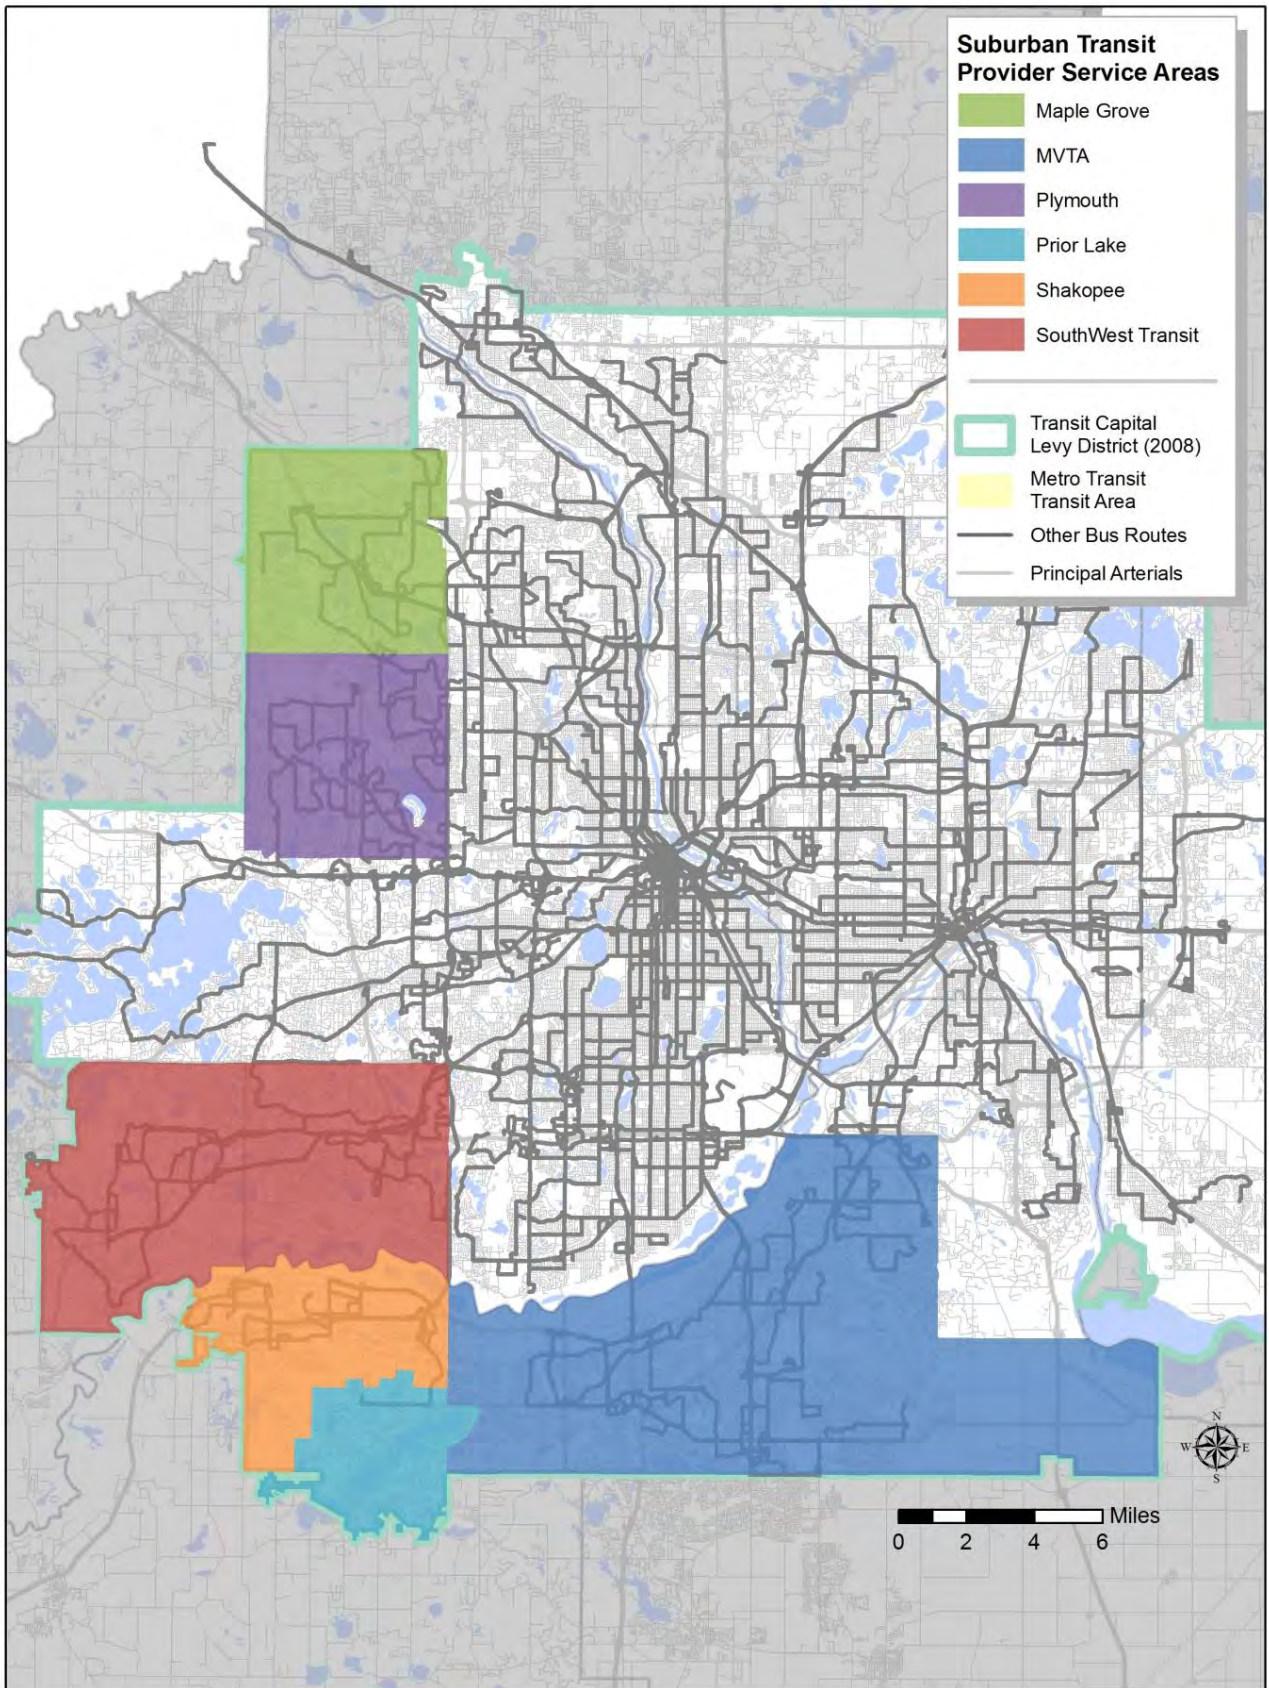 Suburban Transit
Provider Service Areas
Maple Grove
MVTA
Plymouth
Prior Lake
Shakopee
SouthWest Transit
Transit Capital
Levy District (2008)
Metro Transit
Transit Area
Other Bus Routes
Principal Arterials
N
W E
S
Miles
0 2 4 6